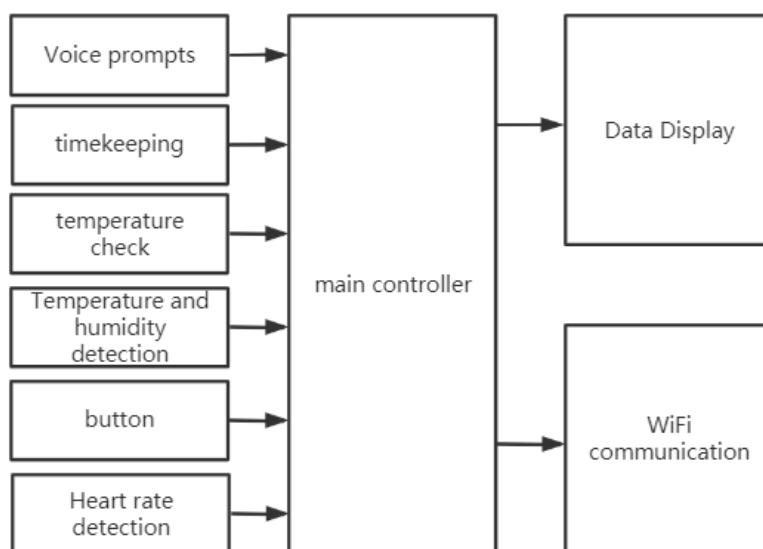 Voice prompts
timekeeping
temperature
check
Temperature and
humidity
detection
button
Heart rate
detection
main controller
Data Display
WiFi
communication